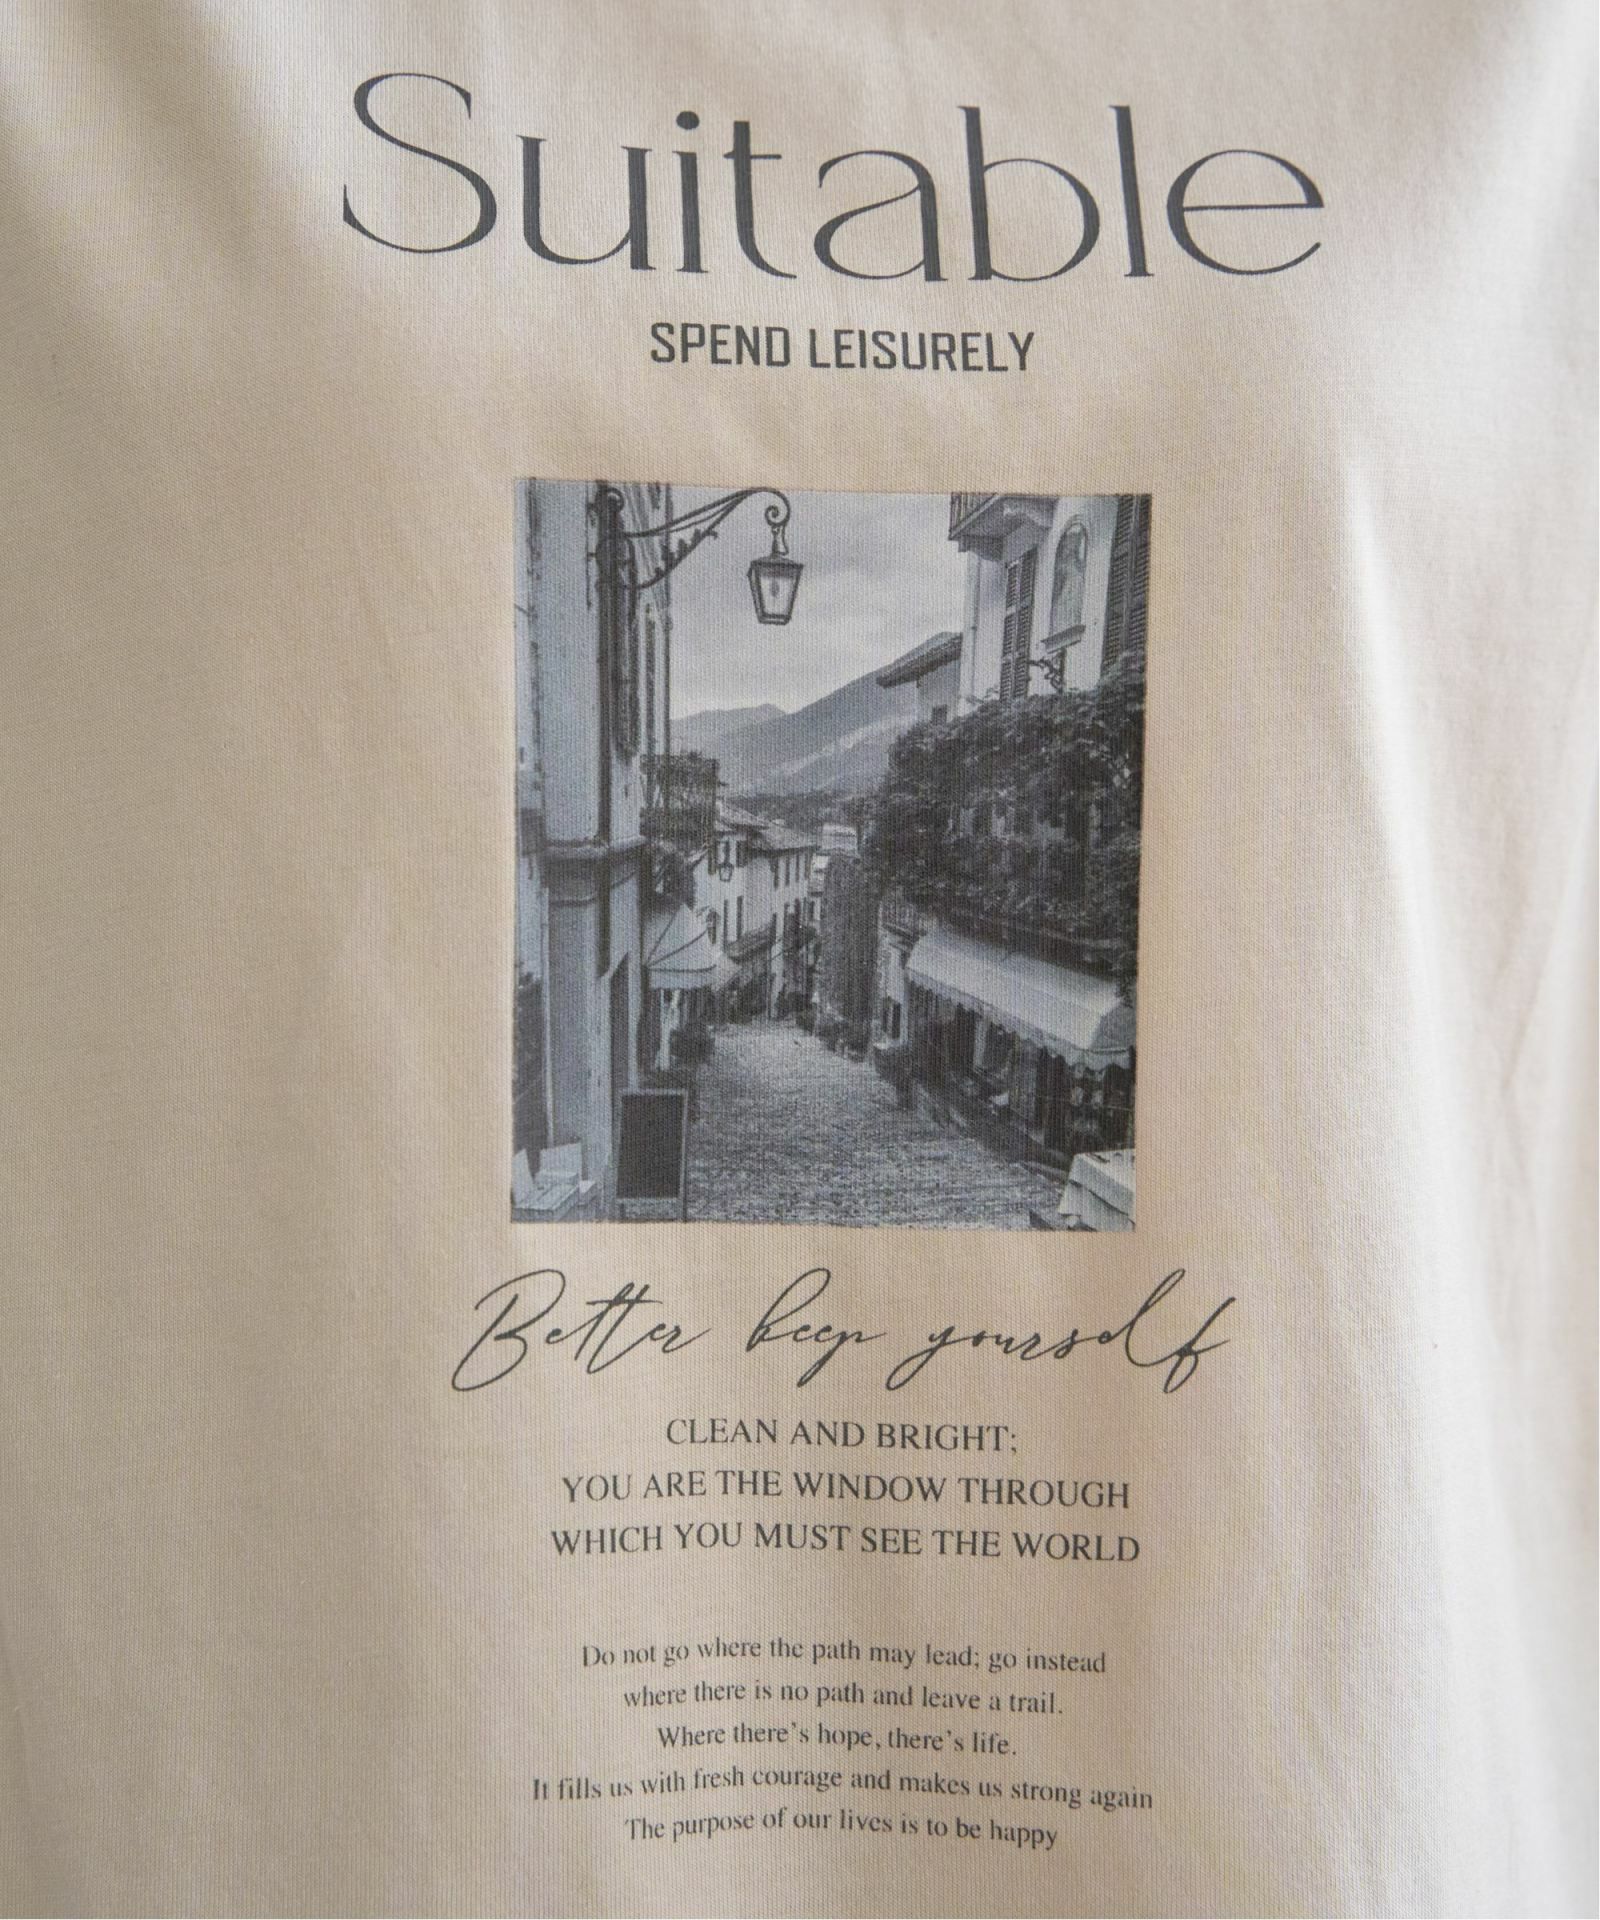 Suitable
SPEND LEISURELY
Better keep yourself
CLEAN AND BRIGHT;
YOU ARE THE WINDOW THROUGH
WHICH YOU MUST SEE THE WORLD
Do not go where the path may lead; go instead
where there is no path and leave a trail.
Where there's hope, there's life.
It fills us with fresh courage and makes us strong again
The purpose of our lives is to be happy